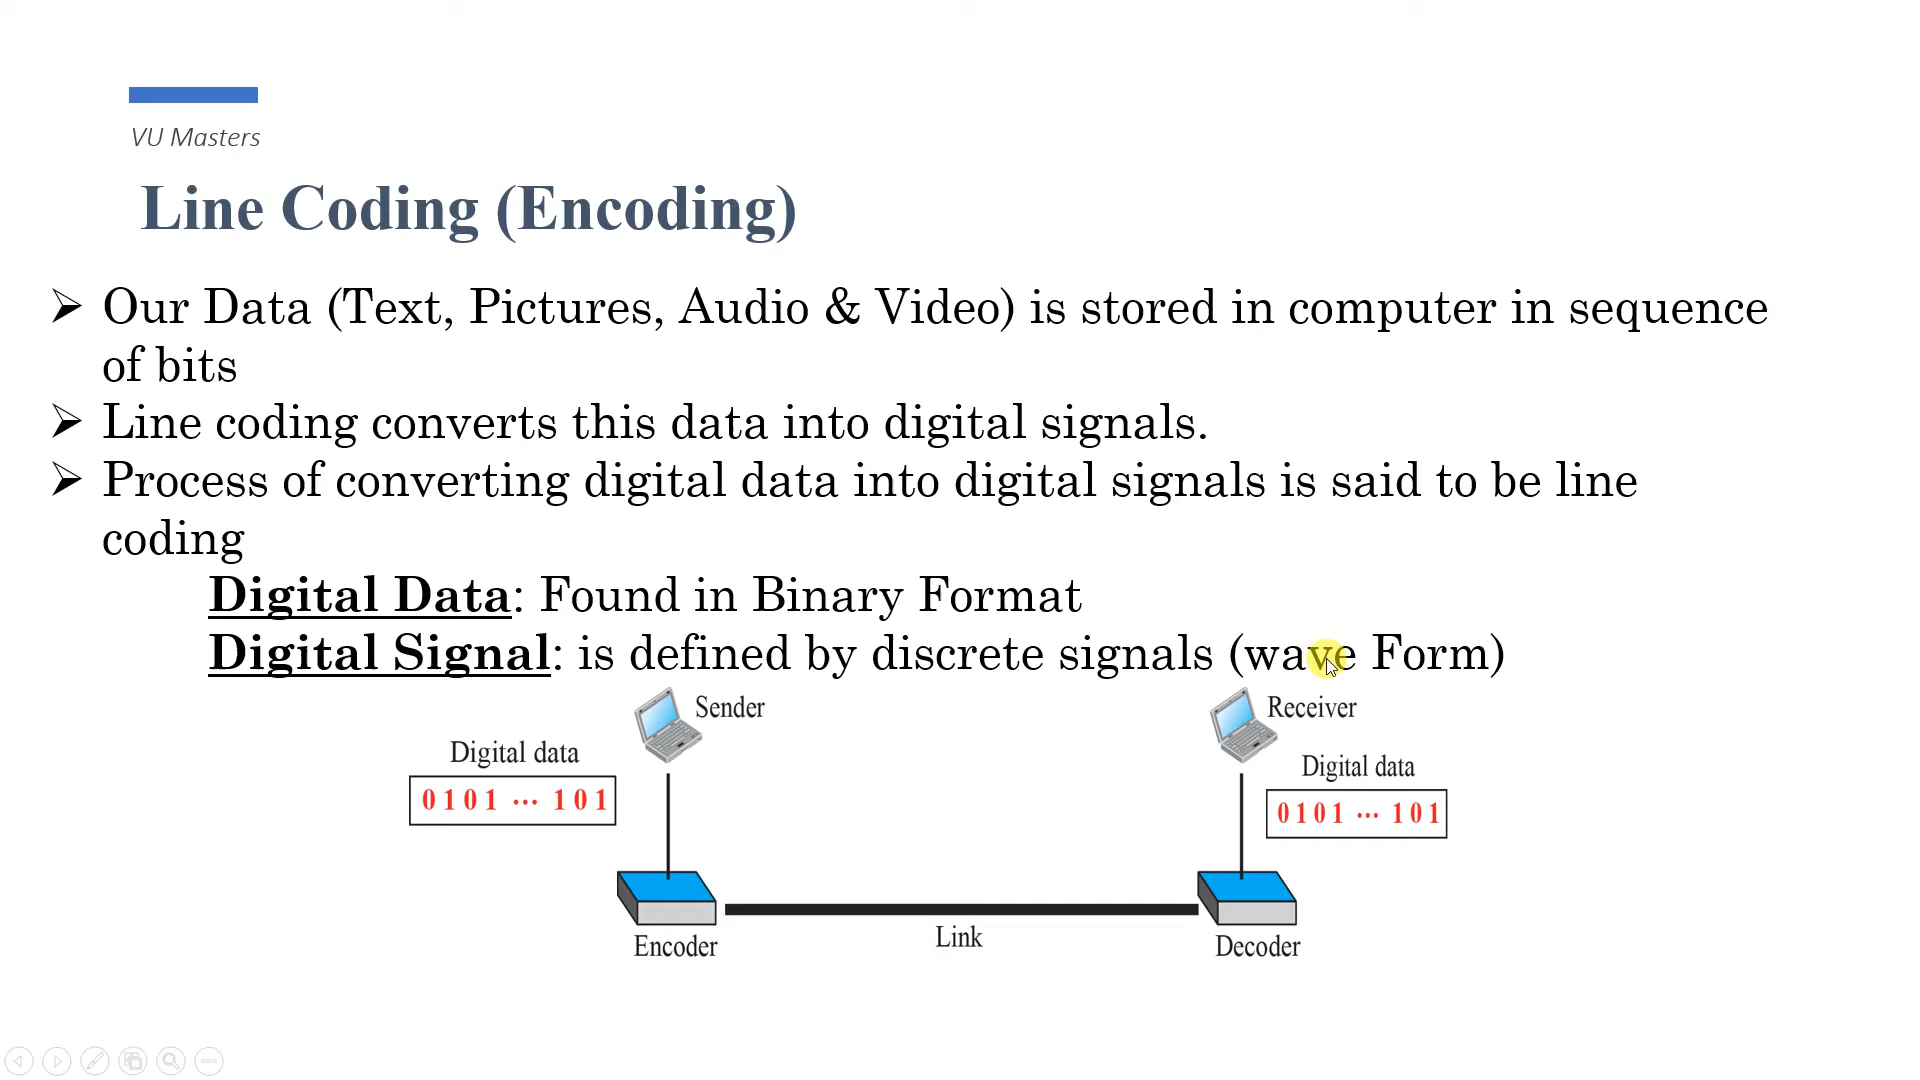 VU Masters
Line Coding (Encoding)
➢ Our Data (Text, Pictures, Audio & Video) is stored in computer in sequence
of bits
➢ Line coding converts this data into digital signals.
➢ Process of converting digital data into digital signals is said to be line
coding
Digital Data: Found in Binary Format
Digital Signal: is defined by discrete signals (wave Form)
Sender
Receiver
Digital data
Digital data
0 1 0 1 ... 1 0 1
0 1 0 1 ... 1 0 1
Link
Encoder
Decoder